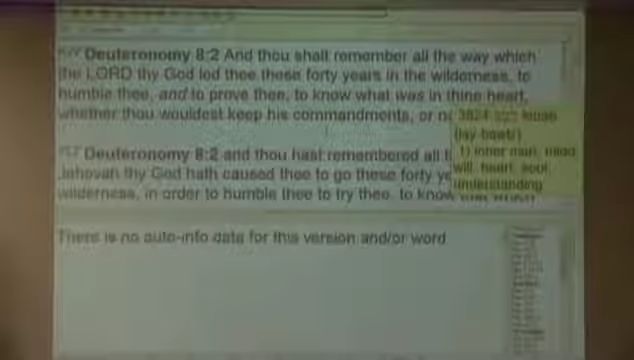 KJV Deuteronomy 8:2 And thou shall remember all the way which
the LORD thy God led thee these forty years in the wilderness, to
humble thee, and to prove thee, to know what was in thine heart,
whether thou wouldest keep his commandments, or no
3824
(lay-bawb')
1) inner man, mind,
will, heart, soul,
understanding
YLT Deuteronomy 8:2 and thou hast remembered all t
Jehovah thy God hath caused thee to go these forty ye
wilderness, in order to humble thee to try thee, to know
There is no auto-info data for this version and/or word